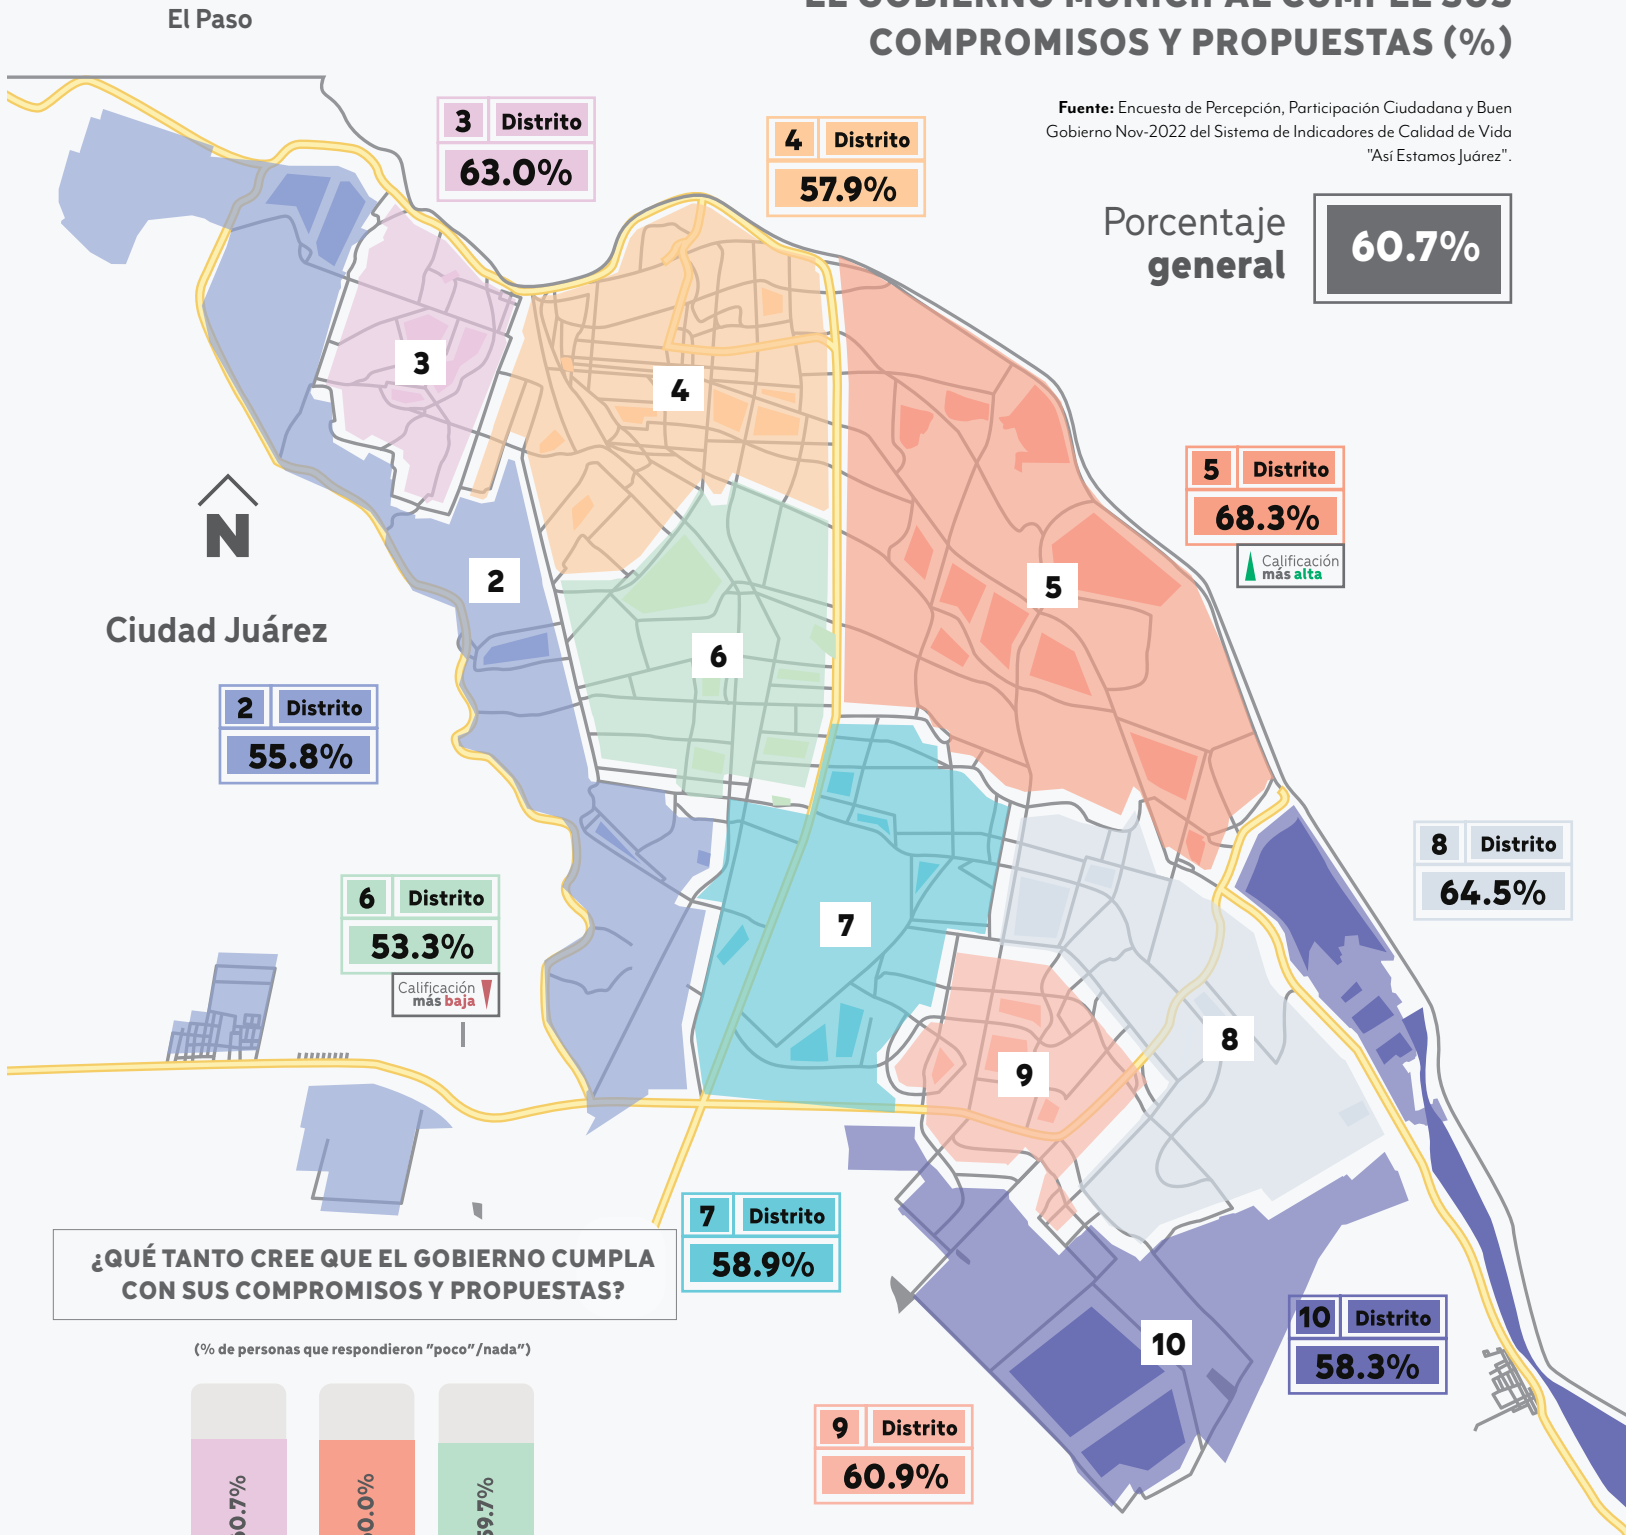 El Paso
EL GOBIERNO MUNICIPAL CUMPLE SUS
COMPROMISOS Y PROPUESTAS (%)
Fuente: Encuesta de Percepción, Participación Ciudadana y Buen
Gobierno Nov-2022 del Sistema de Indicadores de Calidad de Vida
"Así Estamos Juárez".
Porcentaje
general
60.7%
3 Distrito
63.0%
4 Distrito
57.9%
3
4
5 Distrito
68.3%
Calificación
más alta
N
2
5
Ciudad Juárez
6
2 Distrito
55.8%
8 Distrito
64.5%
6 Distrito
53.3%
Calificación
más baja
7
8
9
7 Distrito
58.9%
¿QUÉ TANTO CREE QUE EL GOBIERNO CUMPLA
CON SUS COMPROMISOS Y PROPUESTAS?
(% de personas que respondieron "poco"/nada")
10
10 Distrito
58.3%
9 Distrito
60.9%